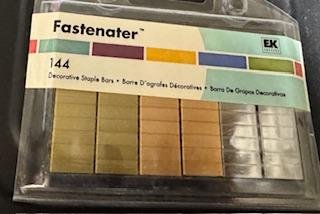 Fastenater™
EK
144
Decorative Staple Bars • Barre D'agrafes Décoratives • Barra De Grapas Decorativas